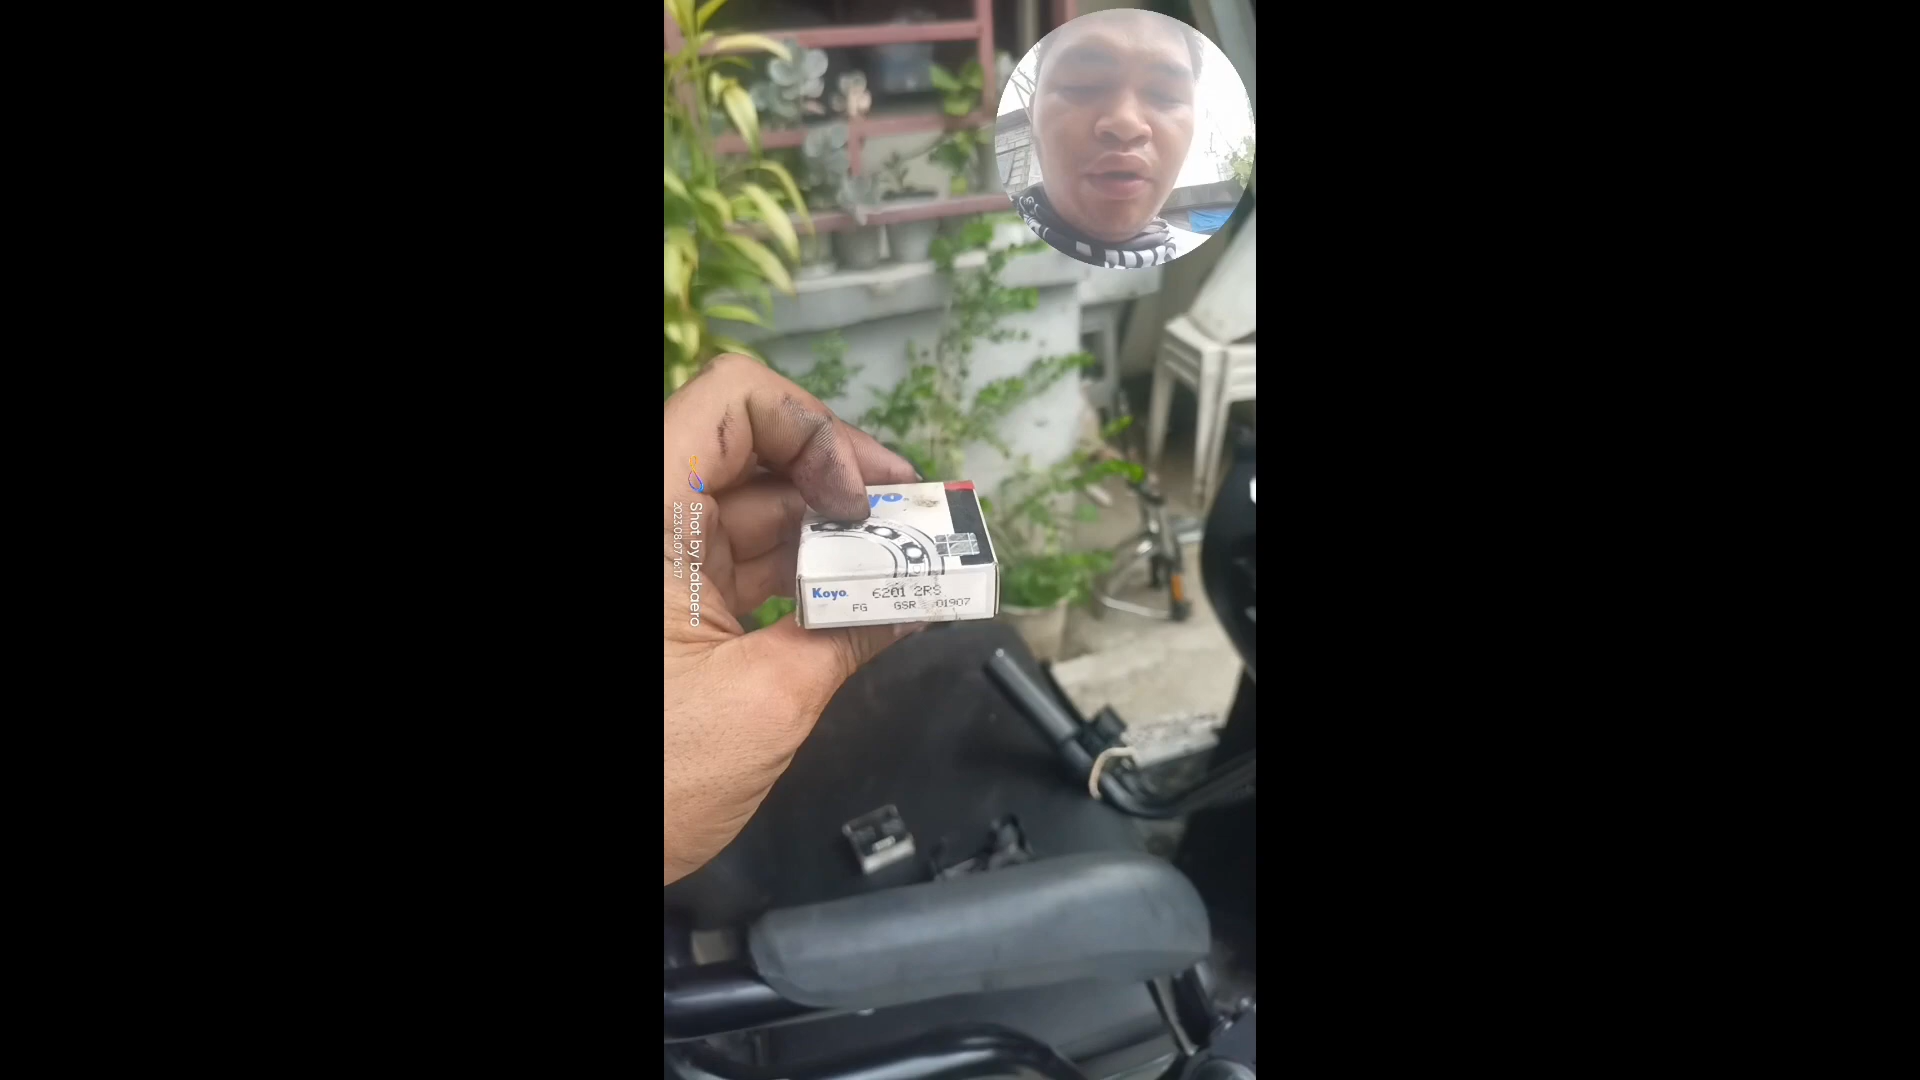 Koyo.
Koyo. 6201 2RS
FG GSR 01907
Shot by babaero
2023.08.07 16:17